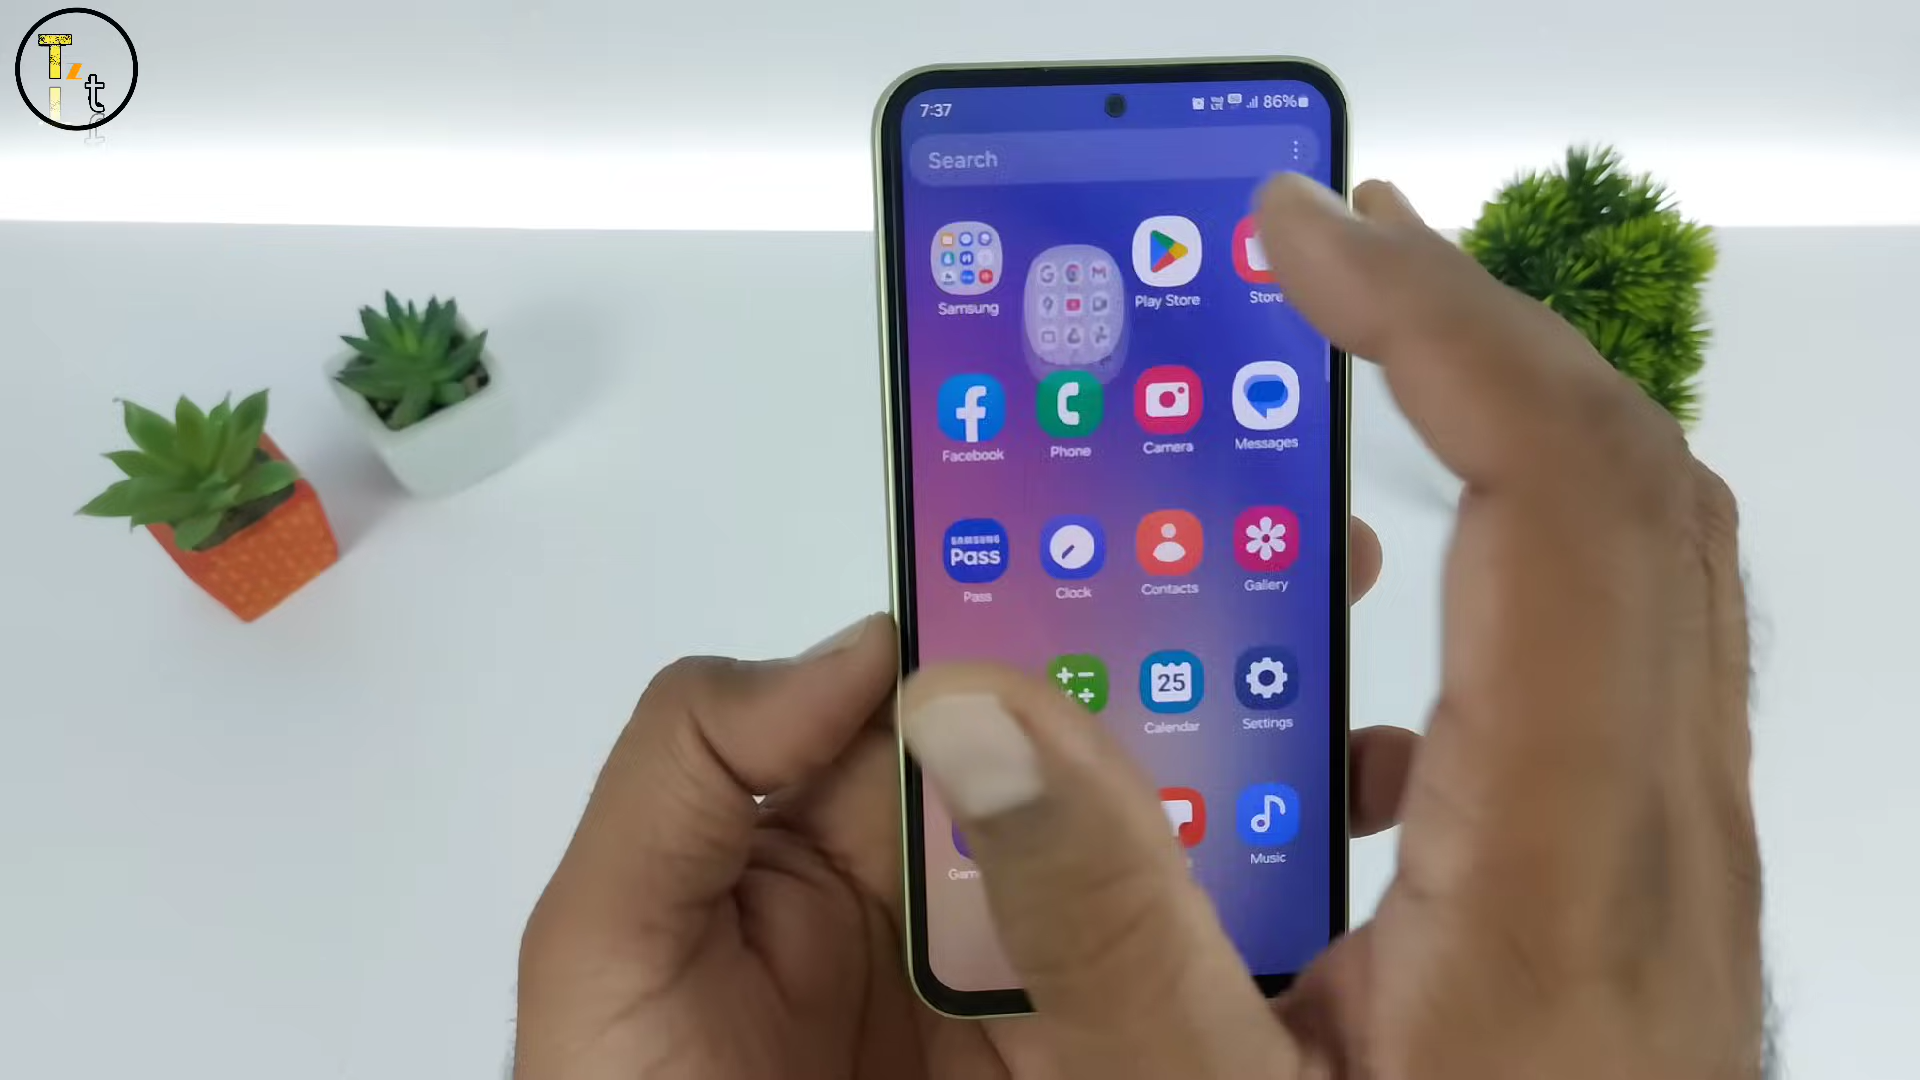 T z t
7:37
86%
Search
Samsung
Play Store
Store
Facebook
Phone
Camera
Messages
SAMSUNG
Pass
Pass
Clock
Contacts
Gallery
25
Calendar
Settings
Gam
Music